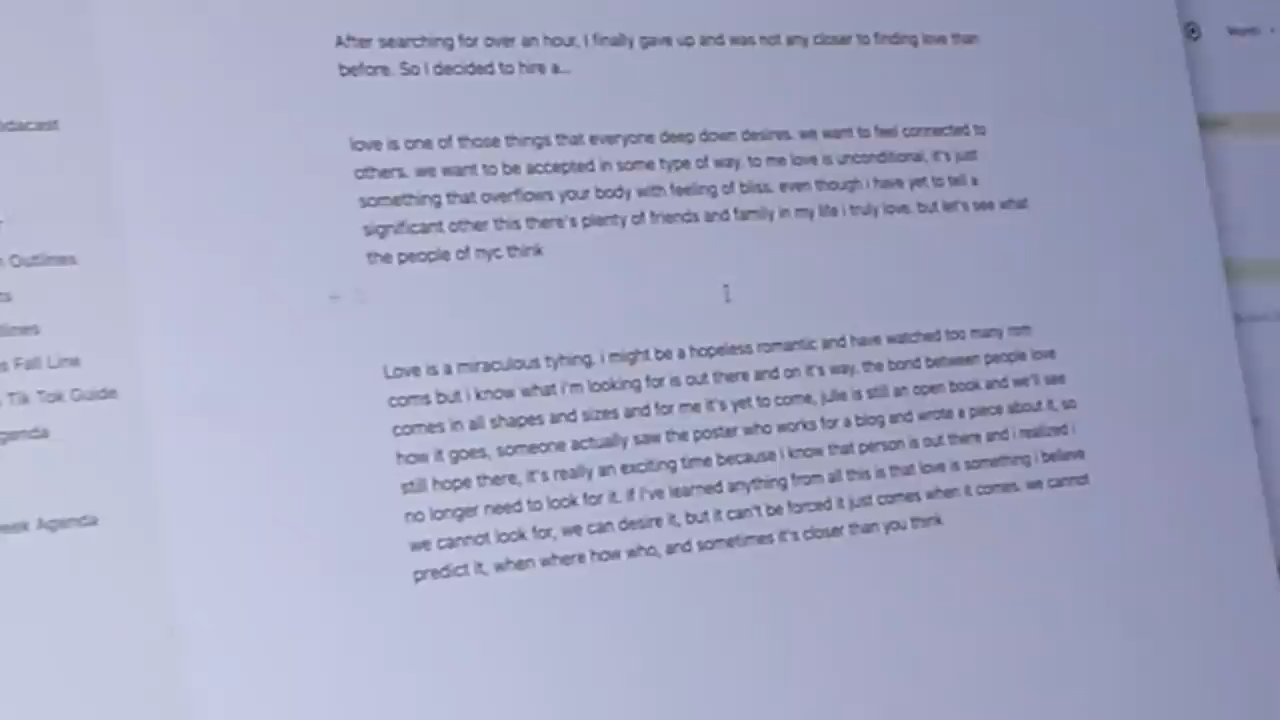 After searching for over an hour, I finally gave up and was not any closer to finding love than
before. So I decided to hire a...
love is one of those things that everyone deep down desires. we want to feel connected to
others. we want to be accepted in some type of way. to me love is unconditional, it's just
something that overflows your body with feeling of bliss. even though i have yet to tell a
significant other this there's plenty of friends and family in my life i truly love. but let's see what
the people of nyc think
Love is a miraculous tyhing. i might be a hopeless romantic and have watched too many rom
coms but i know what i'm looking for is out there and on it's way. the bond between people love
comes in all shapes and sizes and for me it's yet to come, julie is still an open book and we'll see
how it goes, someone actually saw the poster who works for a blog and wrote a piece about it, so
still hope there, it's really an exciting time because i know that person is out there and i realized i
no longer need to look for it. if i've learned anything from all this is that love is something i believe
we cannot look for, we can desire it, but it can't be forced it just comes when it comes. we cannot
predict it, when where how who, and sometimes it's closer than you think
Outlines
Fall Line
Tik Tok Guide
Agenda